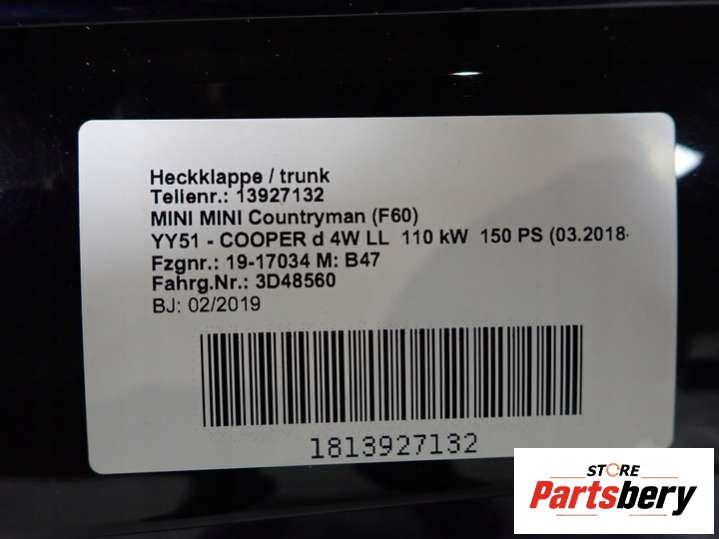 Heckklappe / trunk
Teilenr.: 13927132
MINI MINI Countryman (F60)
YY51 - COOPER d 4W LL 110 kW 150 PS (03.2018-
Fzgnr.: 19-17034 M: B47
Fahrg.Nr.: 3D48560
BJ: 02/2019
1813927132
STORE
Partsbery